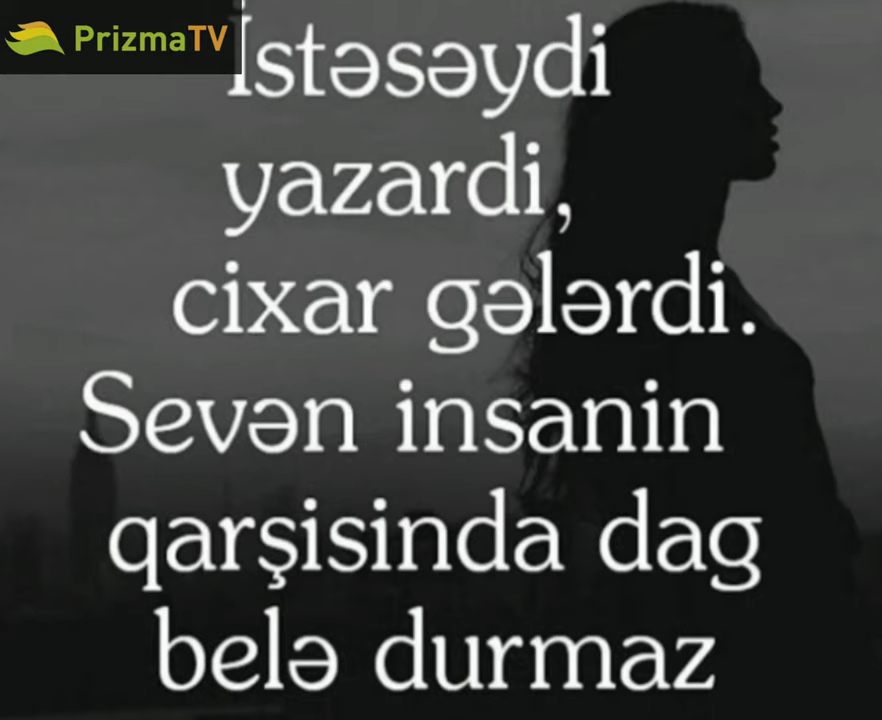 PrizmaTV
İstəsəydi
yazardi,
cixar gələrdi.
Sevən insanin
qarşisinda dag
belə durmaz